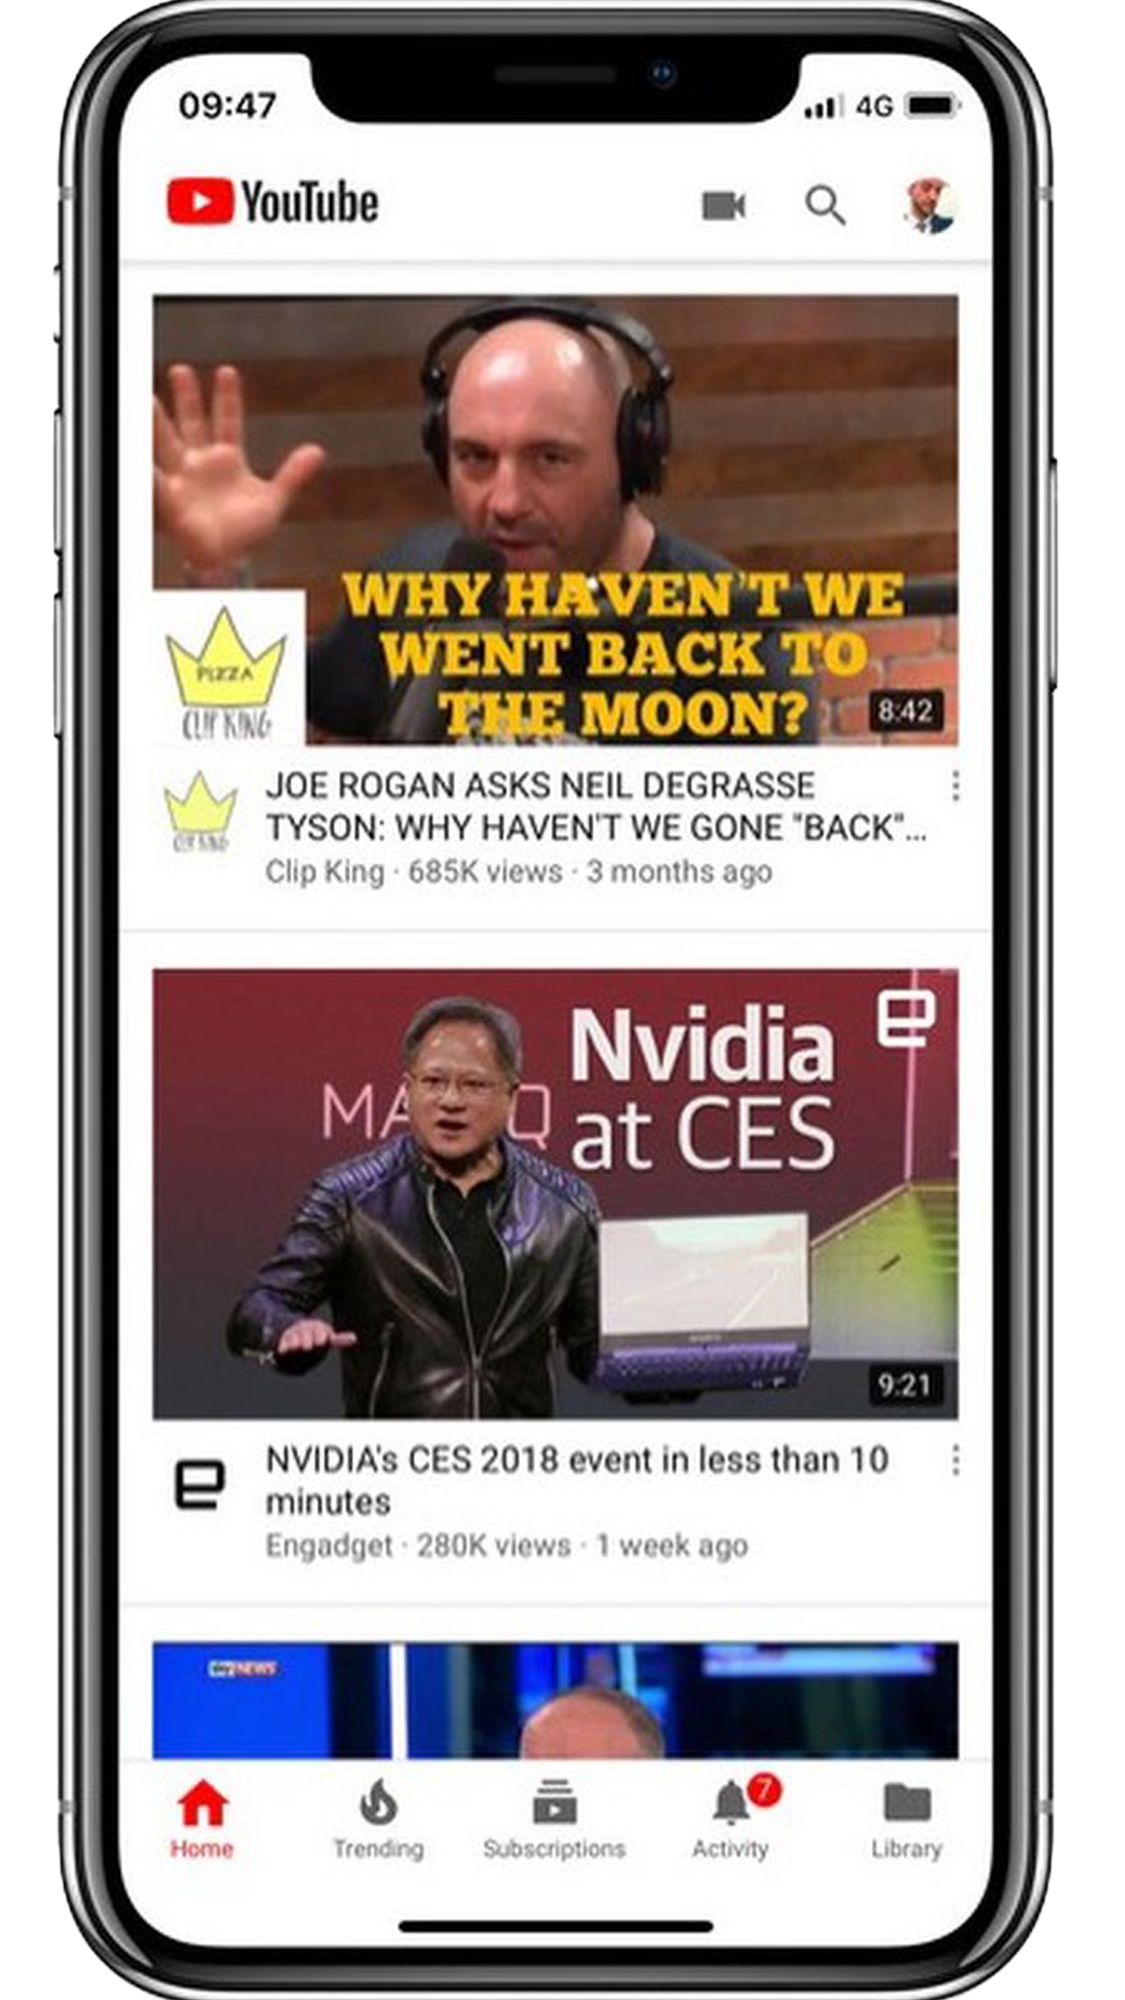 09:47
4G
YouTube
WHY HAVEN'T WE
WENT BACK TO
THE MOON?
PIZZA
CLIP KING
8:42
CLIP KING
JOE ROGAN ASKS NEIL DEGRASSE
TYSON: WHY HAVEN'T WE GONE "BACK"...
Clip King · 685K views · 3 months ago
Nvidia
at CES
MA Q
9:21
NVIDIA's CES 2018 event in less than 10
minutes
Engadget · 280K views · 1 week ago
sky NEWS
7
Home
Trending
Subscriptions
Activity
Library